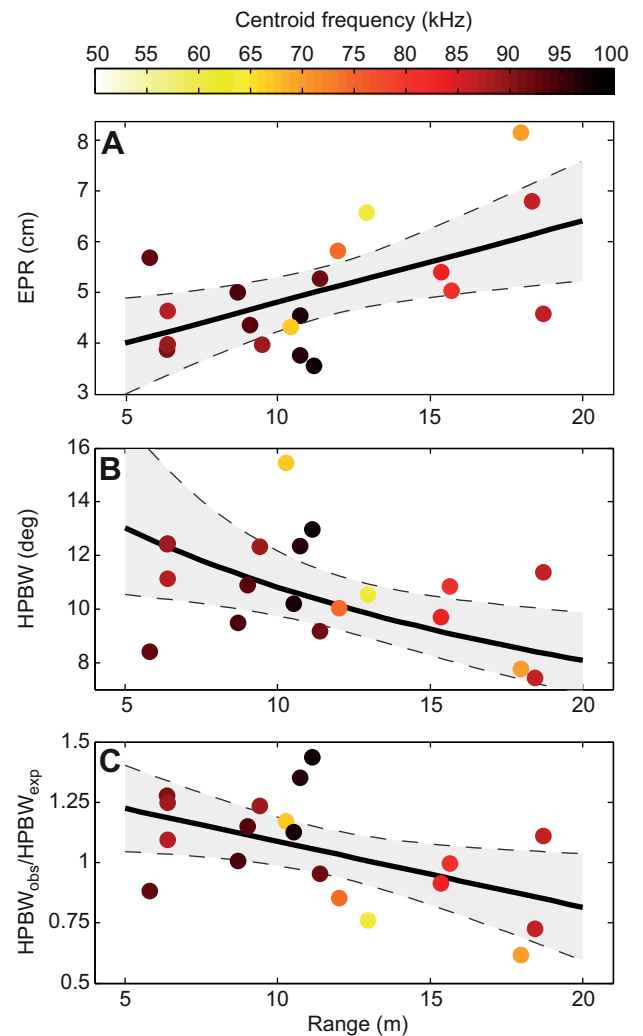 Centroid frequency (kHz)
50 55 60 65 70 75 80 85 90 95 100
A
8
7
6
5
4
3
EPR (cm)
5 10 15 20
B
16
14
12
10
8
HPBW (deg)
5 10 15 20
C
1.5
1.25
1
0.75
0.5
HPBWobs/HPBWexp
5 10 15 20
Range (m)